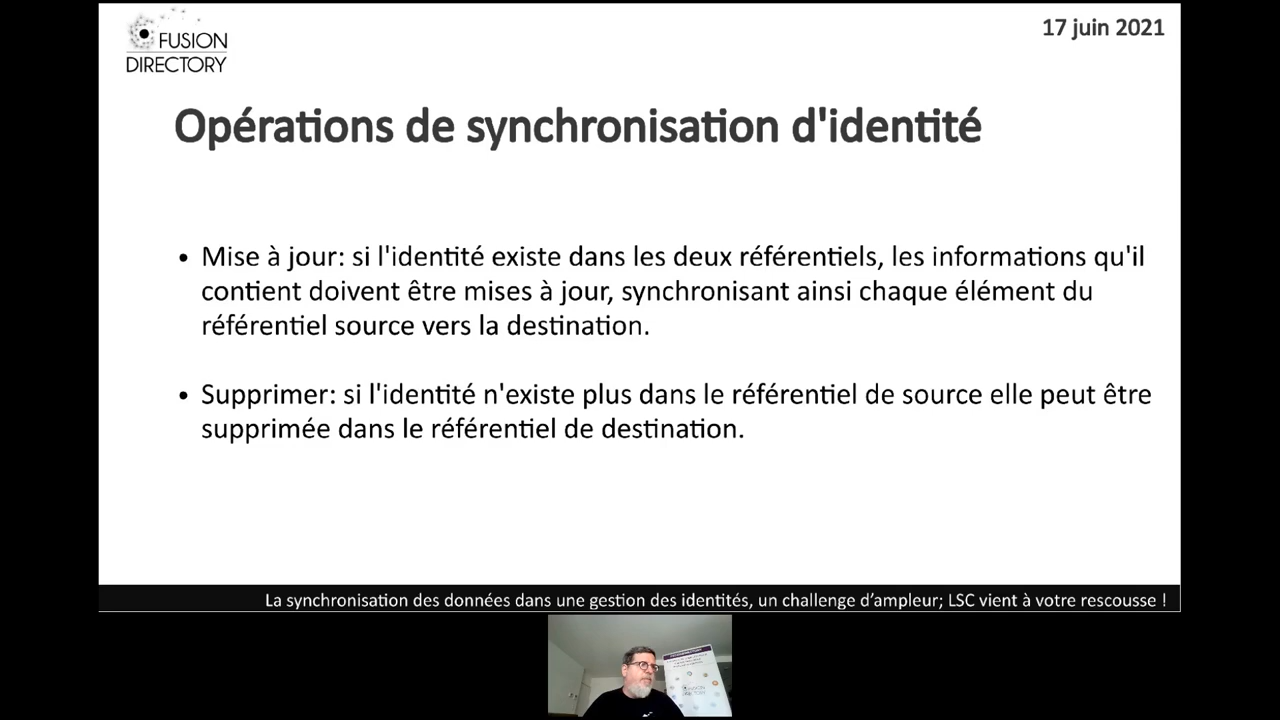 FUSION
DIRECTORY
17 juin 2021
Opérations de synchronisation d'identité
• Mise à jour: si l'identité existe dans les deux référentiels, les informations qu'il
contient doivent être mises à jour, synchronisant ainsi chaque élément du
référentiel source vers la destination.
• Supprimer: si l'identité n'existe plus dans le référentiel de source elle peut être
supprimée dans le référentiel de destination.
La synchronisation des données dans une gestion des identités, un challenge d’ampleur; LSC vient à votre rescousse !
FUSION
DIRECTORY